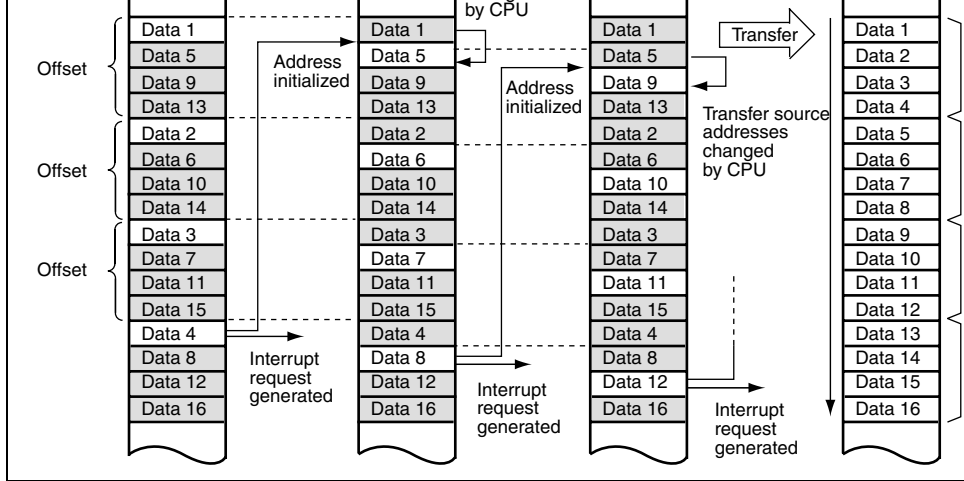 by CPU
Data 1
Data 5
Data 9
Data 13
Data 2
Data 6
Data 10
Data 14
Data 3
Data 7
Data 11
Data 15
Data 4
Data 8
Data 12
Data 16
Offset
Offset
Offset
Address
initialized
Interrupt
request
generated
Data 1
Data 5
Data 9
Data 13
Data 2
Data 6
Data 10
Data 14
Data 3
Data 7
Data 11
Data 15
Data 4
Data 8
Data 12
Data 16
Address
initialized
Interrupt
request
generated
Data 1
Data 5
Data 9
Data 13
Data 2
Data 6
Data 10
Data 14
Data 3
Data 7
Data 11
Data 15
Data 4
Data 8
Data 12
Data 16
Transfer
Transfer source
addresses
changed
by CPU
Interrupt
request
generated
Data 1
Data 2
Data 3
Data 4
Data 5
Data 6
Data 7
Data 8
Data 9
Data 10
Data 11
Data 12
Data 13
Data 14
Data 15
Data 16